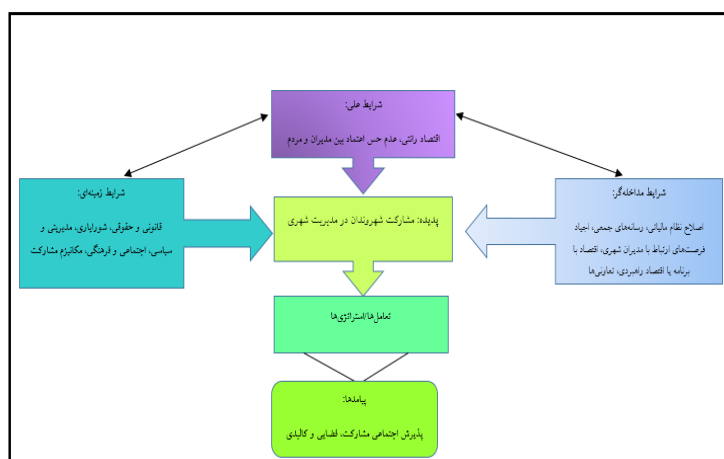 شرایط علی:
اقتصاد رانتی، عدم حس اعتماد بین مدیران و مردم
شرایط زمینه‌ای:
قانونی و حقوقی، شورایاری، مدیریتی و
سیاسی، اجتماعی و فرهنگی، مکانیزم مشارکت
پدیده: مشارکت شهروندان در مدیریت شهری
شرایط مداخله‌گر:
اصلاح نظام مالیاتی، رسانه‌های جمعی، اجیاد
فرصت‌های ارتباط با مدیران شهری، اقتصاد با
برنامه یا اقتصاد راهبردی، تعاونی‌ها
تعامل‌ها/استراتژی‌ها
پیامدها:
پذیرش اجتماعی مشارکت، فضایی و کالبدی